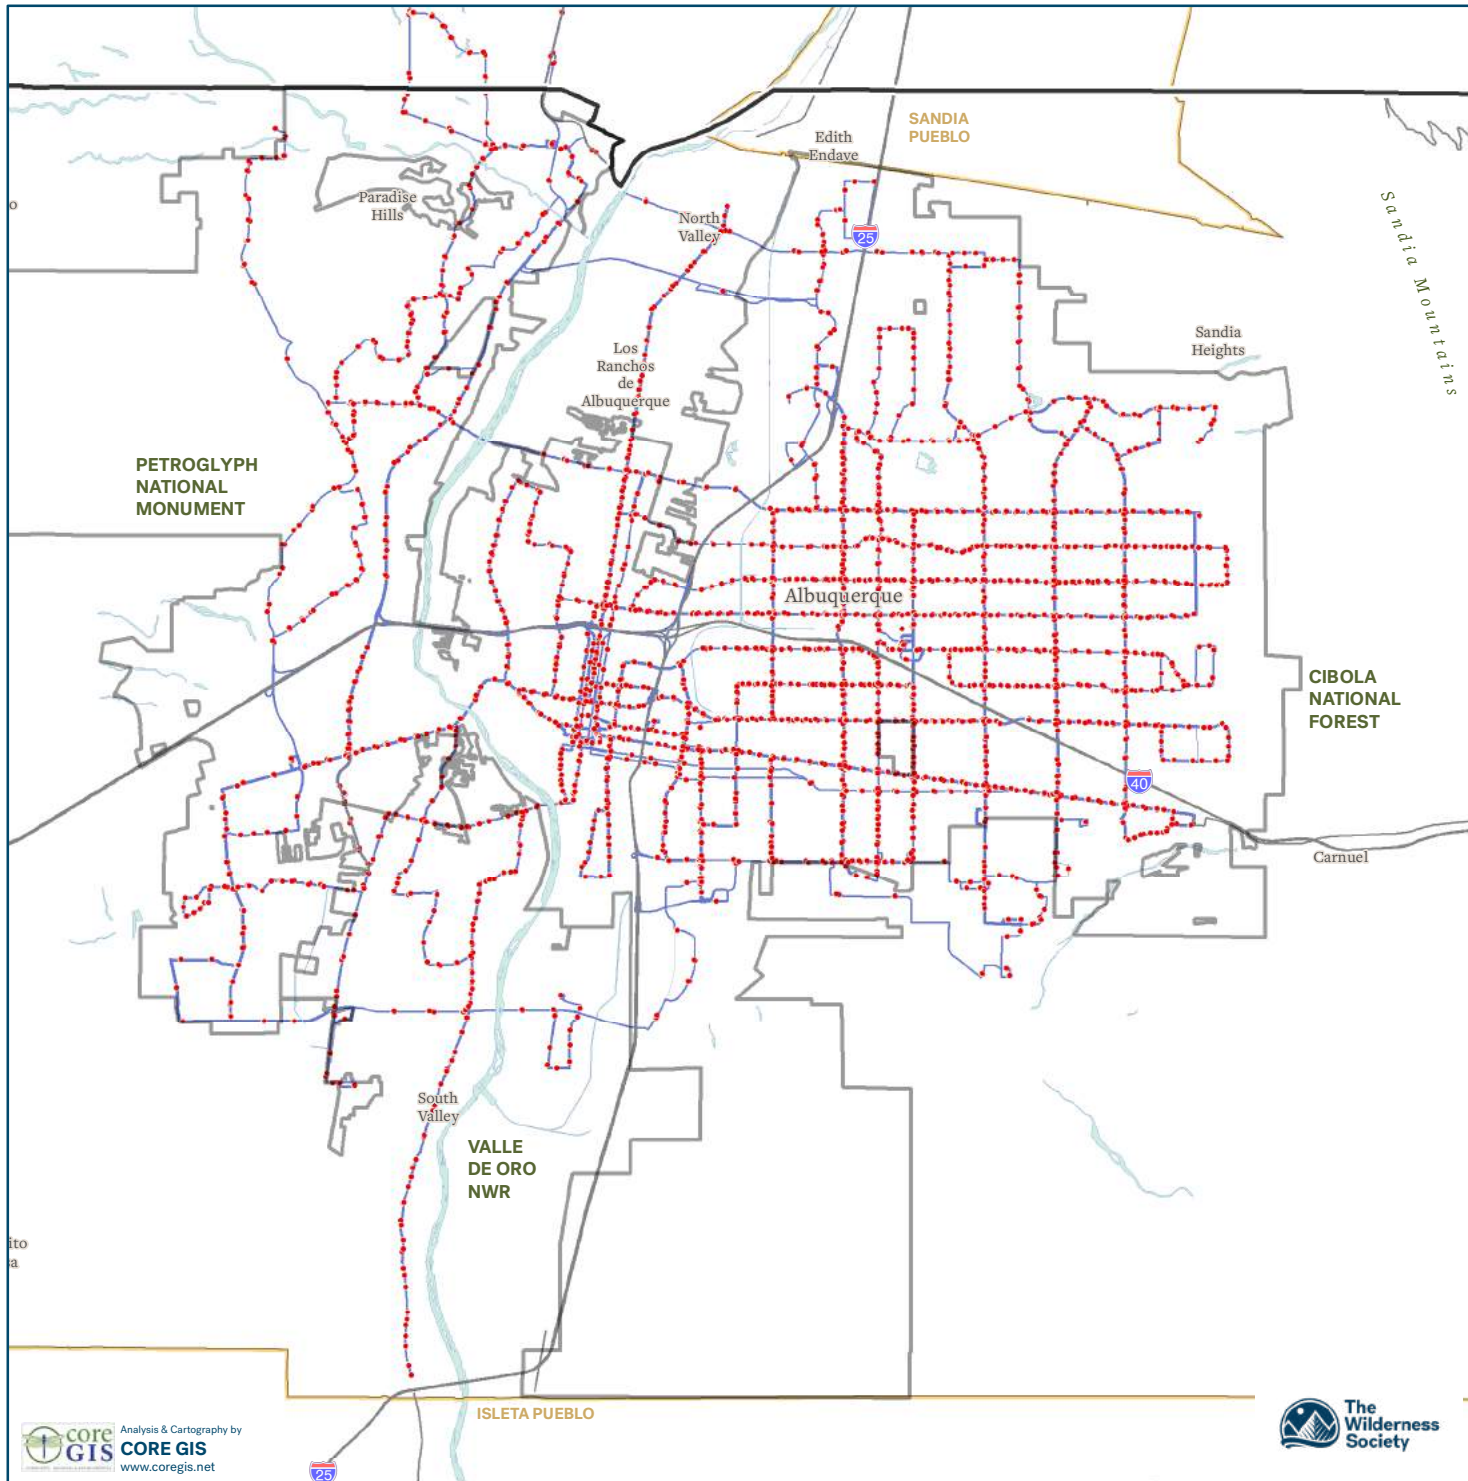 SANDIA
PUEBLO
Edith
Endave
Paradise
Hills
North
Valley
25
Sandia Mountains
Sandia
Heights
Los
Ranchos
de
Albuquerque
PETROGLYPH
NATIONAL
MONUMENT
Albuquerque
CIBOLA
NATIONAL
FOREST
40
Carnuel
South
Valley
VALLE
DE ORO
NWR
ito
a
ISLETA PUEBLO
core
GIS
Analysis & Cartography by
CORE GIS
www.coregis.net
25
The
Wilderness
Society